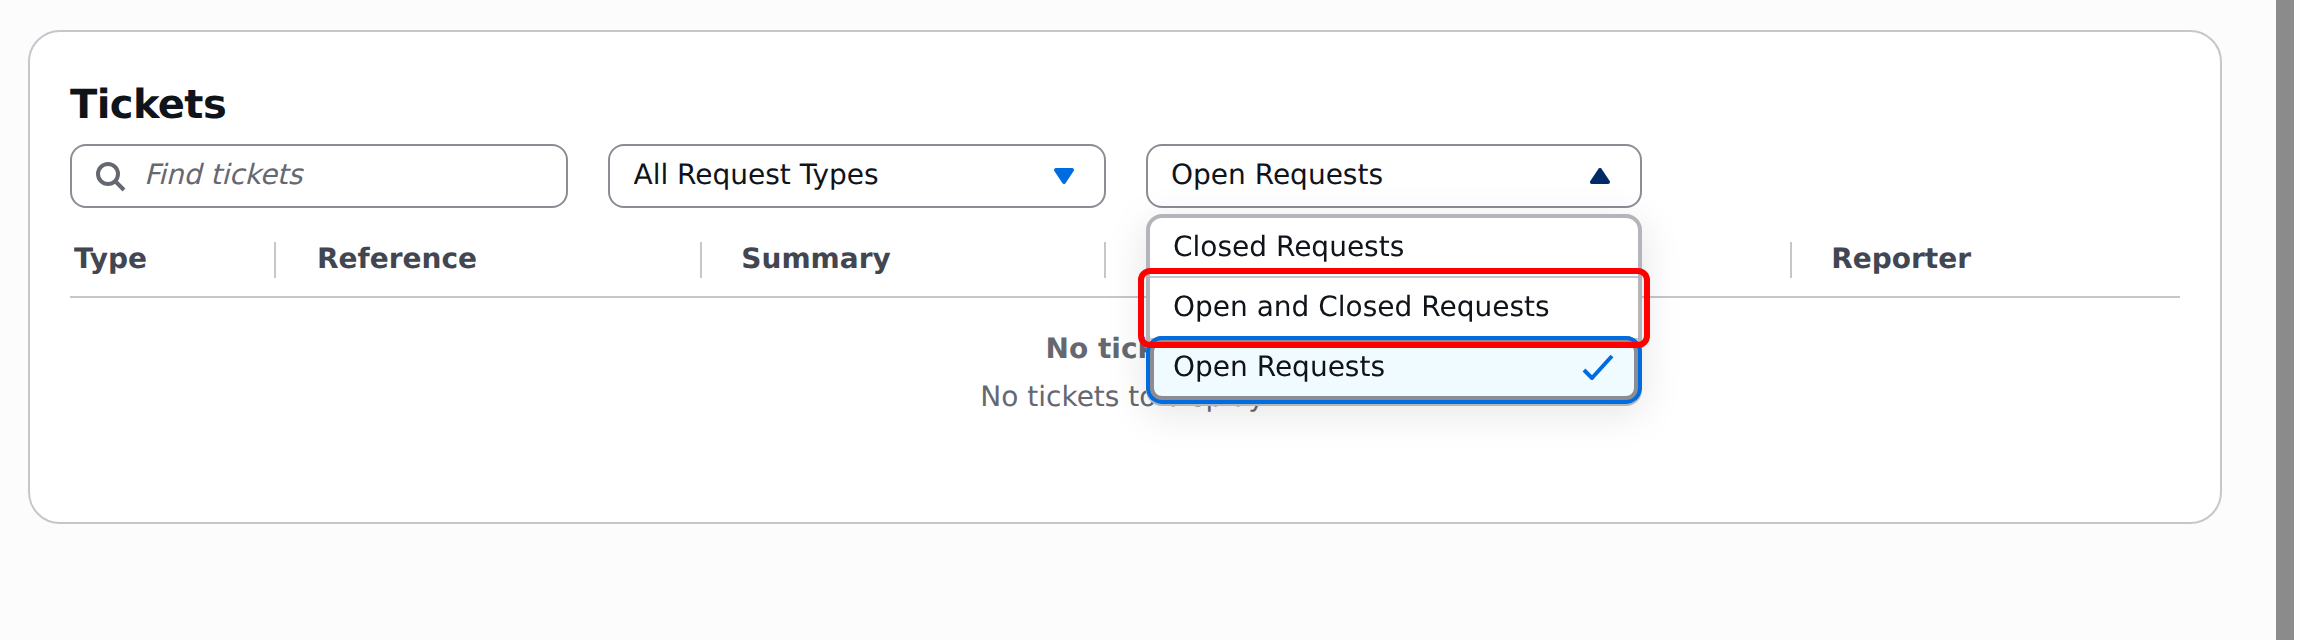 Tickets
Find tickets
All Request Types
Open Requests
Type
Reference
Summary
Reporter
Closed Requests
Open and Closed Requests
Open Requests
No
No tickets